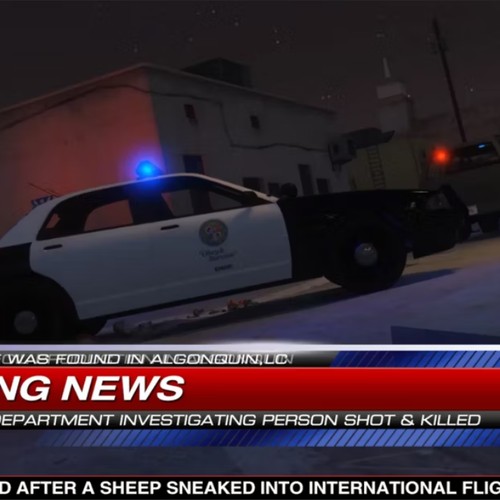 WAS FOUND IN ALGONQUIN, LC
NG NEWS
DEPARTMENT INVESTIGATING PERSON SHOT & KILLED
D AFTER A SHEEP SNEAKED INTO INTERNATIONAL FLIG